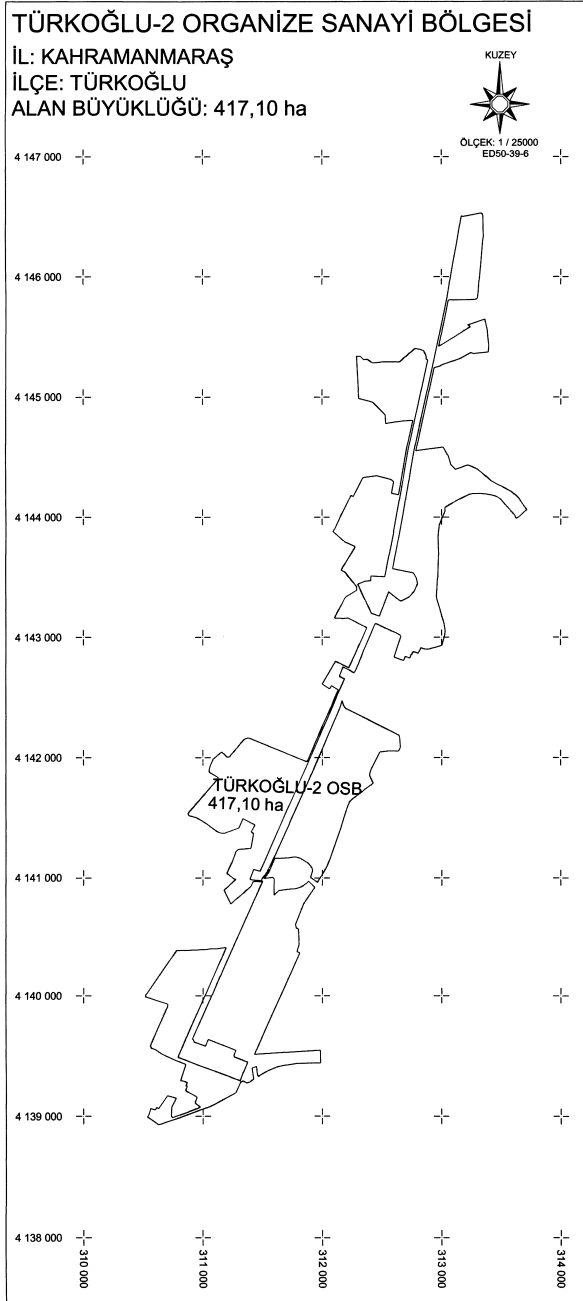 TÜRKOĞLU-2 ORGANİZE SANAYİ BÖLGESİ
İL: KAHRAMANMARAŞ
İLÇE: TÜRKOĞLU
ALAN BÜYÜKLÜĞÜ: 417,10 ha
KUZEY
ÖLÇEK: 1 / 25000
ED50-39-6
4 147 000
4 146 000
4 145 000
4 144 000
4 143 000
4 142 000
TÜRKOĞLU-2 OSB
417,10 ha
4 141 000
4 140 000
4 139 000
4 138 000
310 000
311 000
312 000
313 000
314 000